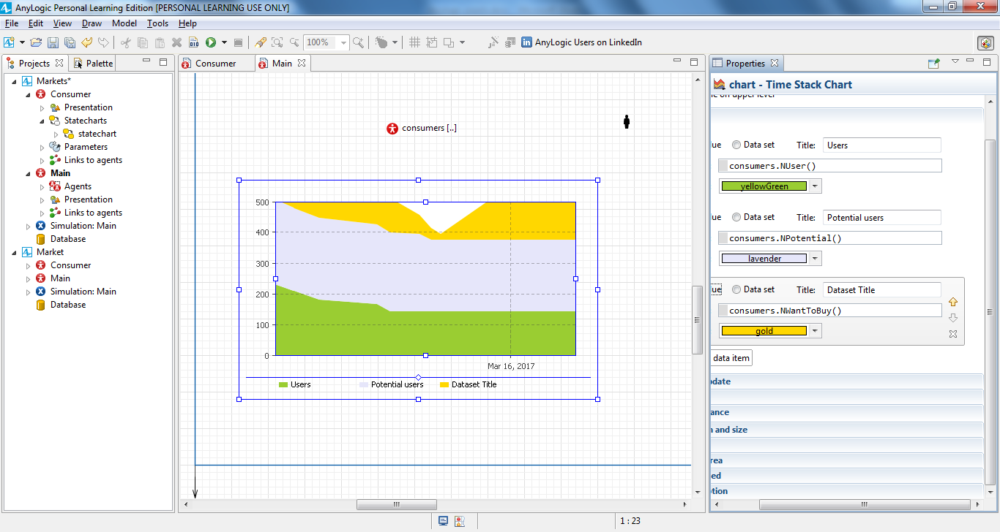 AnyLogic Personal Learning Edition [PERSONAL LEARNING USE ONLY]
File Edit View Draw Model Tools Help
100% AnyLogic Users on LinkedIn
Projects Palette
Markets*
Consumer
Presentation
Statecharts
statechart
Parameters
Links to agents
Main
Agents
Presentation
Links to agents
Simulation: Main
Database
Market
Consumer
Main
Simulation: Main
Database
Consumer Main
consumers [..]
500
400
300
200
100
0
Mar 16, 2017
Users Potential users Dataset Title
Properties
chart - Time Stack Chart
on upper level
ue Data set Title: Users
consumers.NUser()
yellowGreen
ue Data set Title: Potential users
consumers.NPotential()
lavender
ue Data set Title: Dataset Title
consumers.NWantToBuy()
gold
data item
pdate
ance
n and size
rea
ed
ption
1 : 23